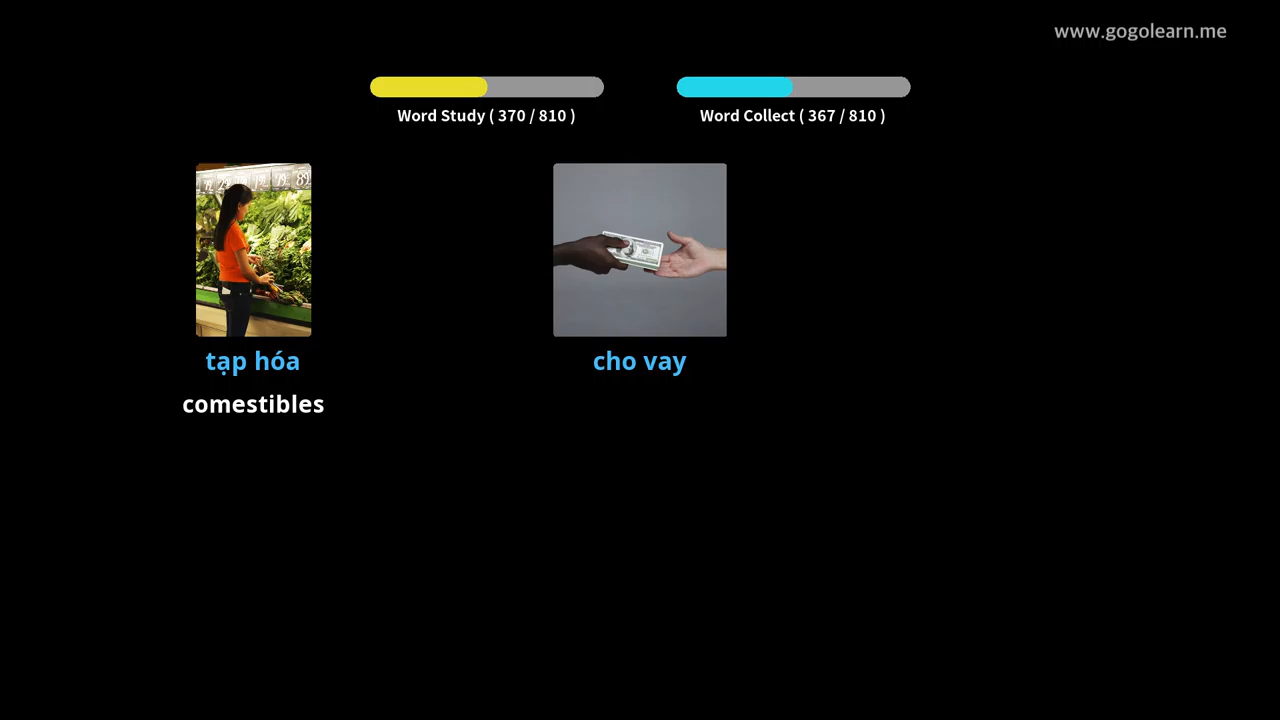 www.gogolearn.me
Word Study ( 370 / 810 )
Word Collect ( 367 / 810 )
tạp hóa
cho vay
comestibles